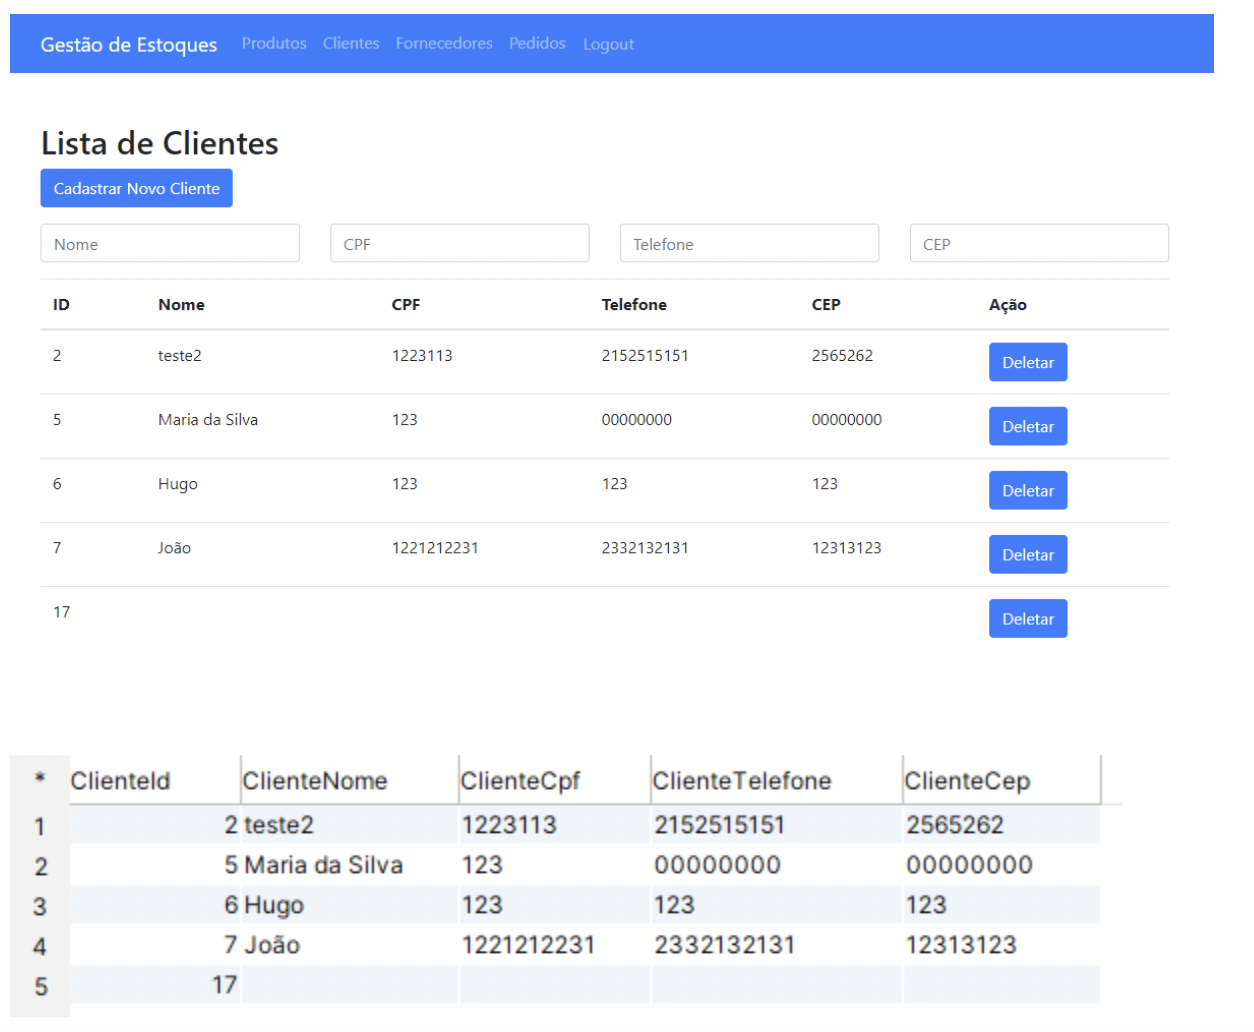 Gestão de Estoques Produtos Clientes Fornecedores Pedidos Logout
Lista de Clientes
Cadastrar Novo Cliente
Nome CPF Telefone CEP
ID Nome CPF Telefone CEP Ação
2 teste2 1223113 2152515151 2565262 Deletar
5 Maria da Silva 123 00000000 00000000 Deletar
6 Hugo 123 123 123 Deletar
7 João 1221212231 2332132131 12313123 Deletar
17 Deletar
* ClienteId ClienteNome ClienteCpf ClienteTelefone ClienteCep
1 2 teste2 1223113 2152515151 2565262
2 5 Maria da Silva 123 00000000 00000000
3 6 Hugo 123 123 123
4 7 João 1221212231 2332132131 12313123
5 17